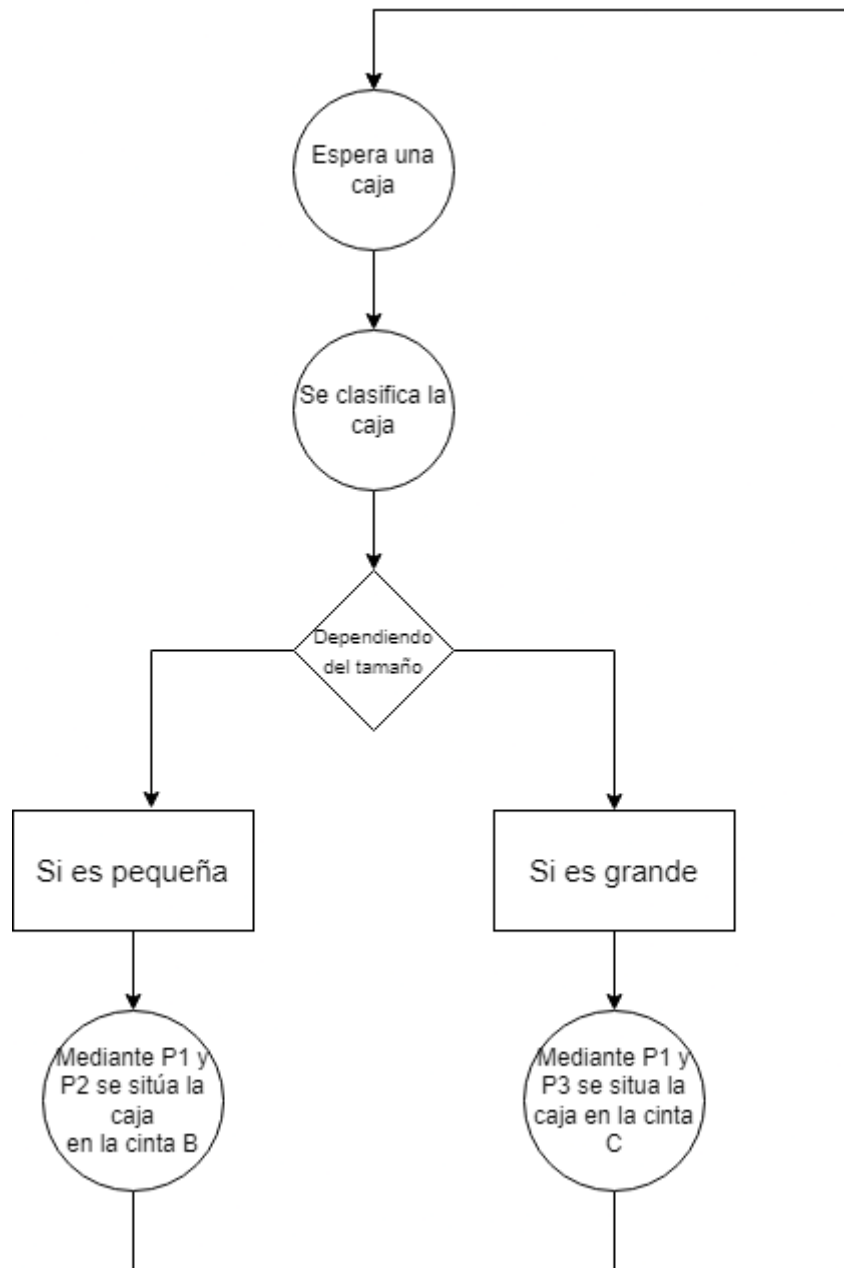 Espera una
caja
Se clasifica la
caja
Dependiendo
del tamaño
Si es pequeña
Si es grande
Mediante P1 y
P2 se sitúa la
caja
en la cinta B
Mediante P1 y
P3 se situa la
caja en la cinta
C